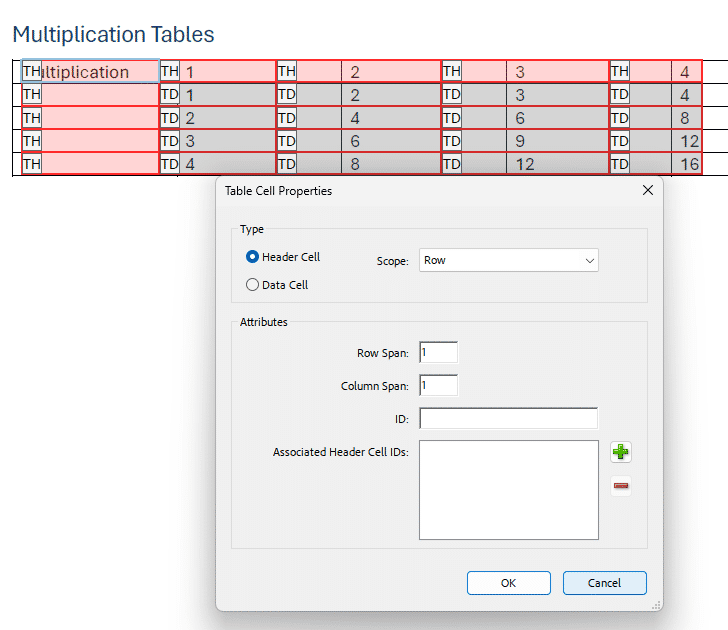 Multiplication Tables
TH ultiplication TH 1 TH 2 TH 3 TH 4
TH TD 1 TD 2 TD 3 TD 4
TH TD 2 TD 4 TD 6 TD 8
TH TD 3 TD 6 TD 9 TD 12
TH TD 4 TD 8 TD 12 TD 16
Table Cell Properties
Type
Header Cell Scope: Row
Data Cell
Attributes
Row Span: 1
Column Span: 1
ID:
Associated Header Cell IDs:
OK Cancel